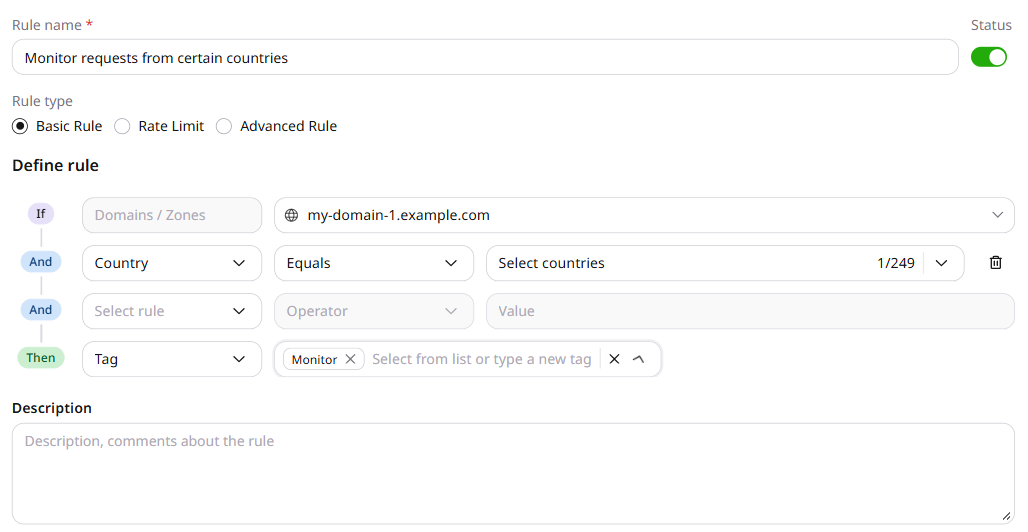 Rule name * Status
Monitor requests from certain countries
Rule type
Basic Rule Rate Limit Advanced Rule
Define rule
If Domains / Zones my-domain-1.example.com
And Country Equals Select countries 1/249
And Select rule Operator Value
Then Tag Monitor Select from list or type a new tag
Description
Description, comments about the rule